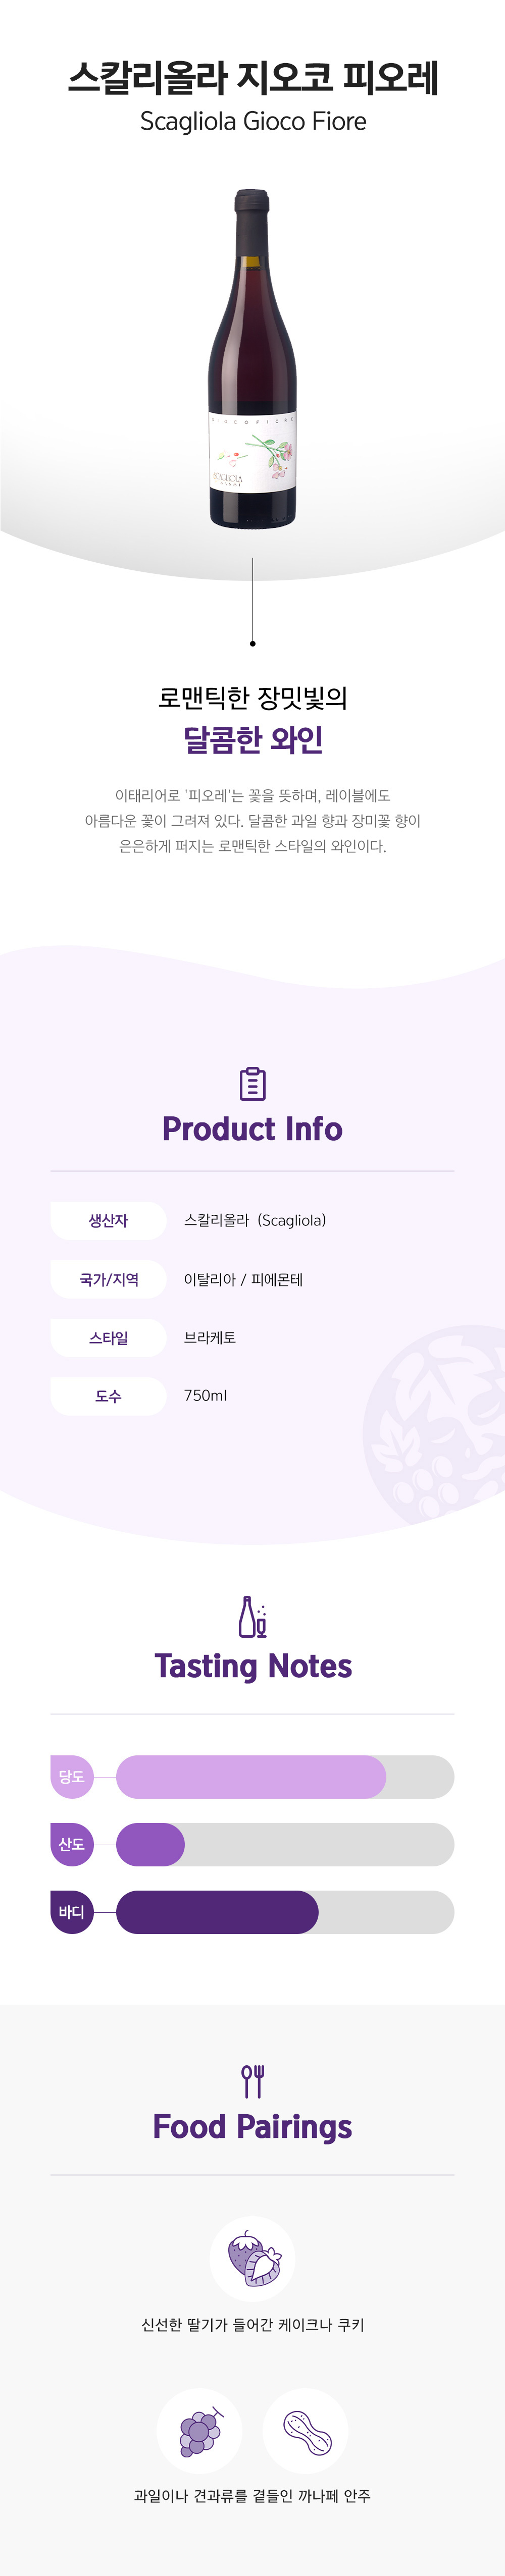 스칼리올라 지오코 피오레
Scagliola Gioco Fiore
GIOCOFIORE
SCAGLIOLA
로맨틱한 장밋빛의
달콤한 와인
이태리어로 '피오레'는 꽃을 뜻하며, 레이블에도
아름다운 꽃이 그려져 있다. 달콤한 과일 향과 장미꽃 향이
은은하게 퍼지는 로맨틱한 스타일의 와인이다.
Product Info
생산자 스칼리올라 (Scagliola)
국가/지역 이탈리아 / 피에몬테
스타일 브라케토
도수 750ml
Tasting Notes
당도
산도
바디
Food Pairings
신선한 딸기가 들어간 케이크나 쿠키
과일이나 견과류를 곁들인 까나페 안주